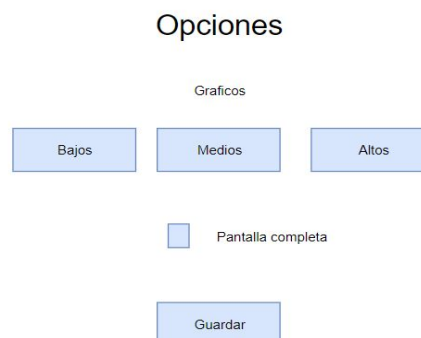 Opciones
Graficos
Bajos Medios Altos
Pantalla completa
Guardar